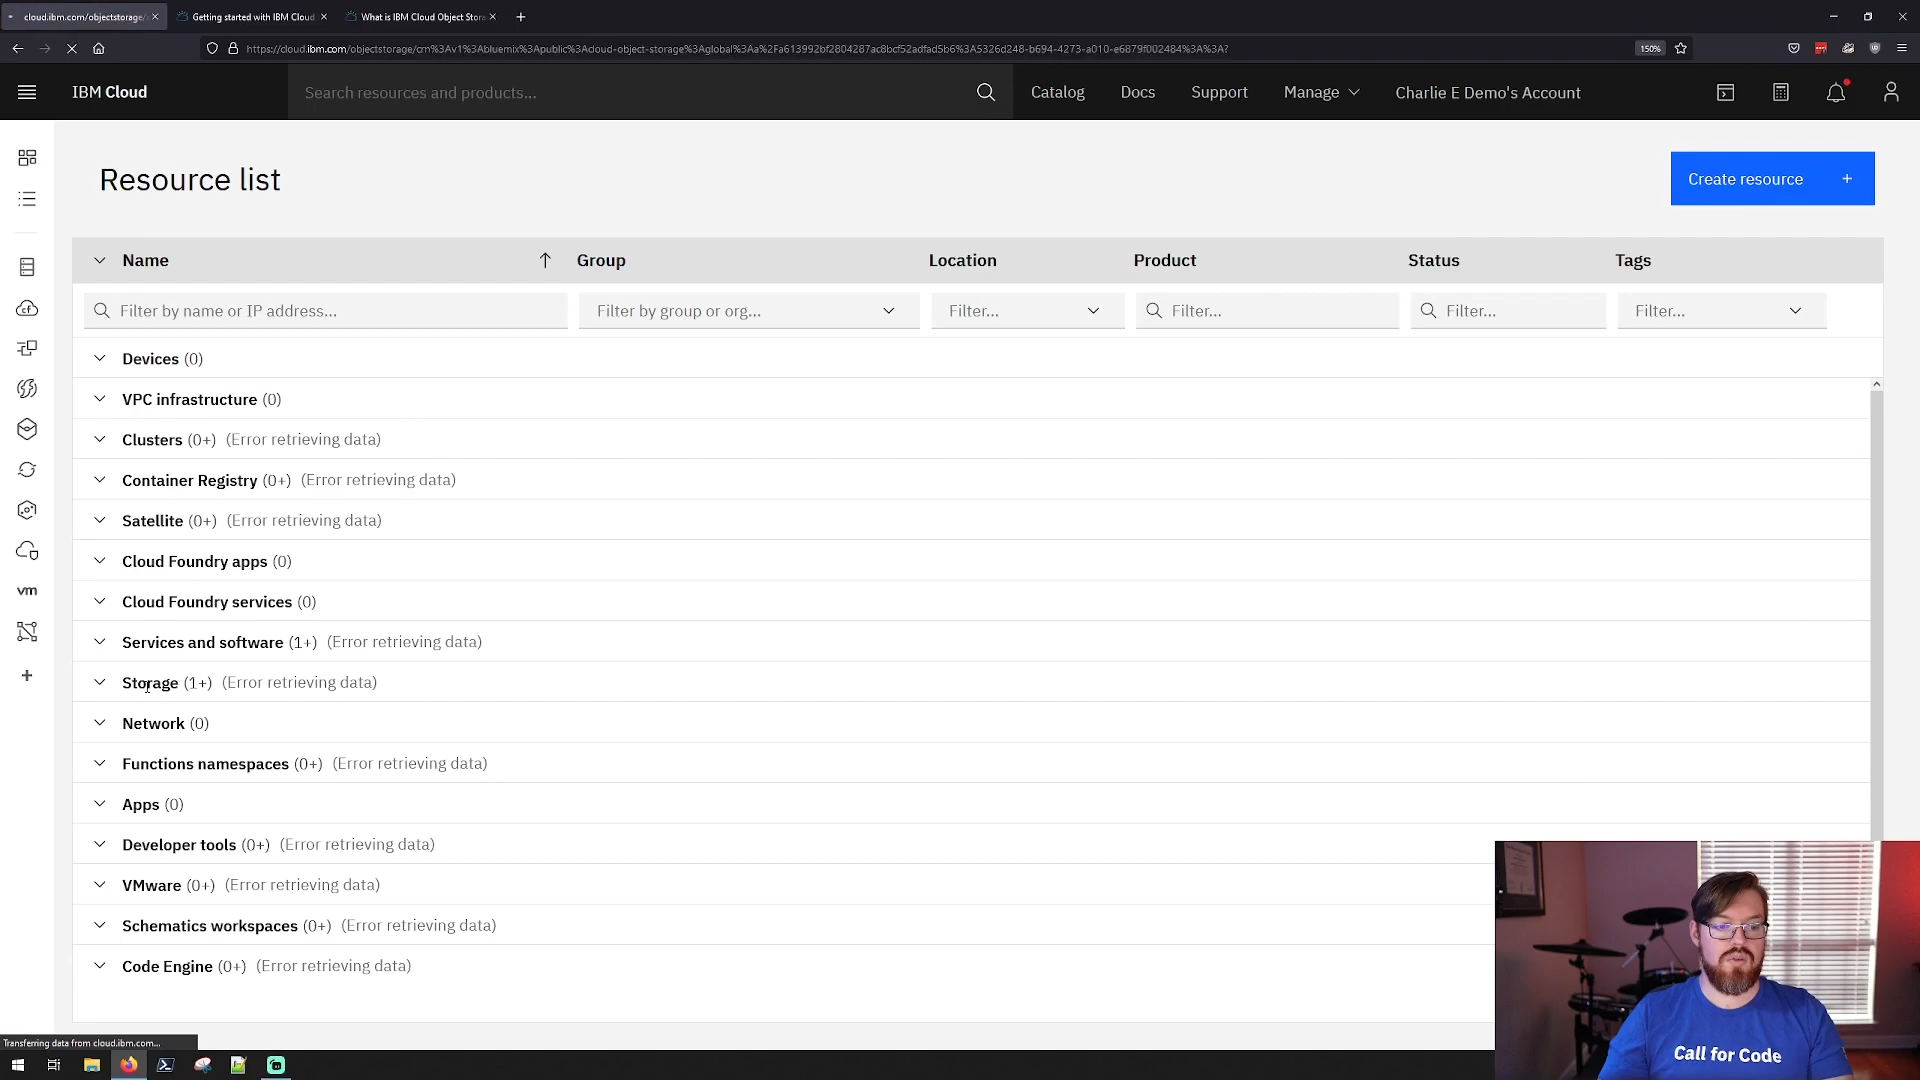 cloud.ibm.com/objectstorage/
Getting started with IBM Cloud
What is IBM Cloud Object Stora
https://cloud.ibm.com/objectstorage/crn%3Av1%3Abluemix%3Apublic%3Acloud-object-storage%3Aglobal%3Aa%2Fa613992bf2804287ac8bcf52adfad5b6%3A5326d248-b694-4273-a010-e6879f002484%3A%3A?
150%
IBM Cloud
Search resources and products...
Catalog
Docs
Support
Manage
Charlie E Demo's Account
Resource list
Create resource +
Name
Group
Location
Product
Status
Tags
Filter by name or IP address...
Filter by group or org...
Filter...
Filter...
Filter...
Filter...
Devices (0)
VPC infrastructure (0)
Clusters (0+) (Error retrieving data)
Container Registry (0+) (Error retrieving data)
Satellite (0+) (Error retrieving data)
Cloud Foundry apps (0)
Cloud Foundry services (0)
Services and software (1+) (Error retrieving data)
Storage (1+) (Error retrieving data)
Network (0)
Functions namespaces (0+) (Error retrieving data)
Apps (0)
Developer tools (0+) (Error retrieving data)
VMware (0+) (Error retrieving data)
Schematics workspaces (0+) (Error retrieving data)
Code Engine (0+) (Error retrieving data)
cf
vm
Transferring data from cloud.ibm.com...
Call for Code